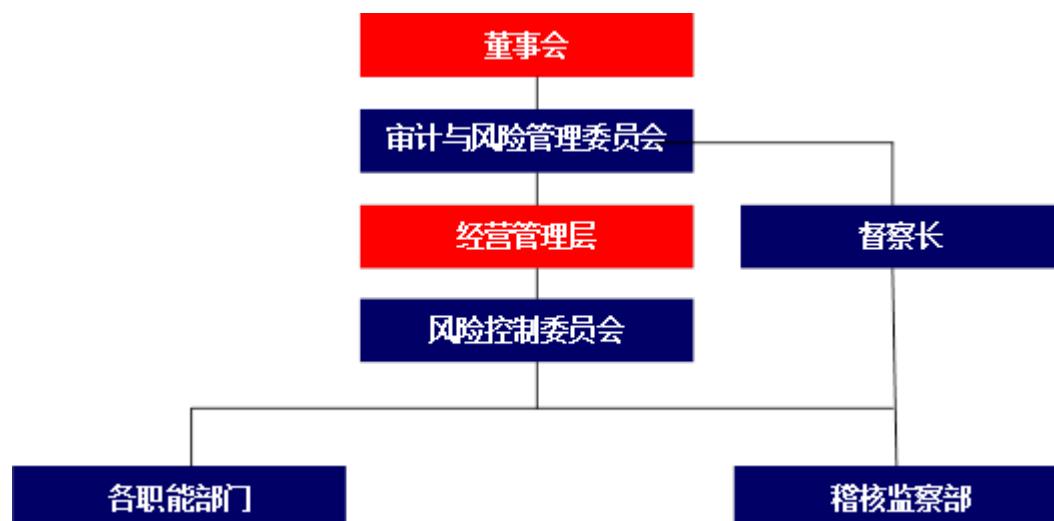 董事会
审计与风险管理委员会
经营管理层
督察长
风险控制委员会
各职能部门
稽核监察部